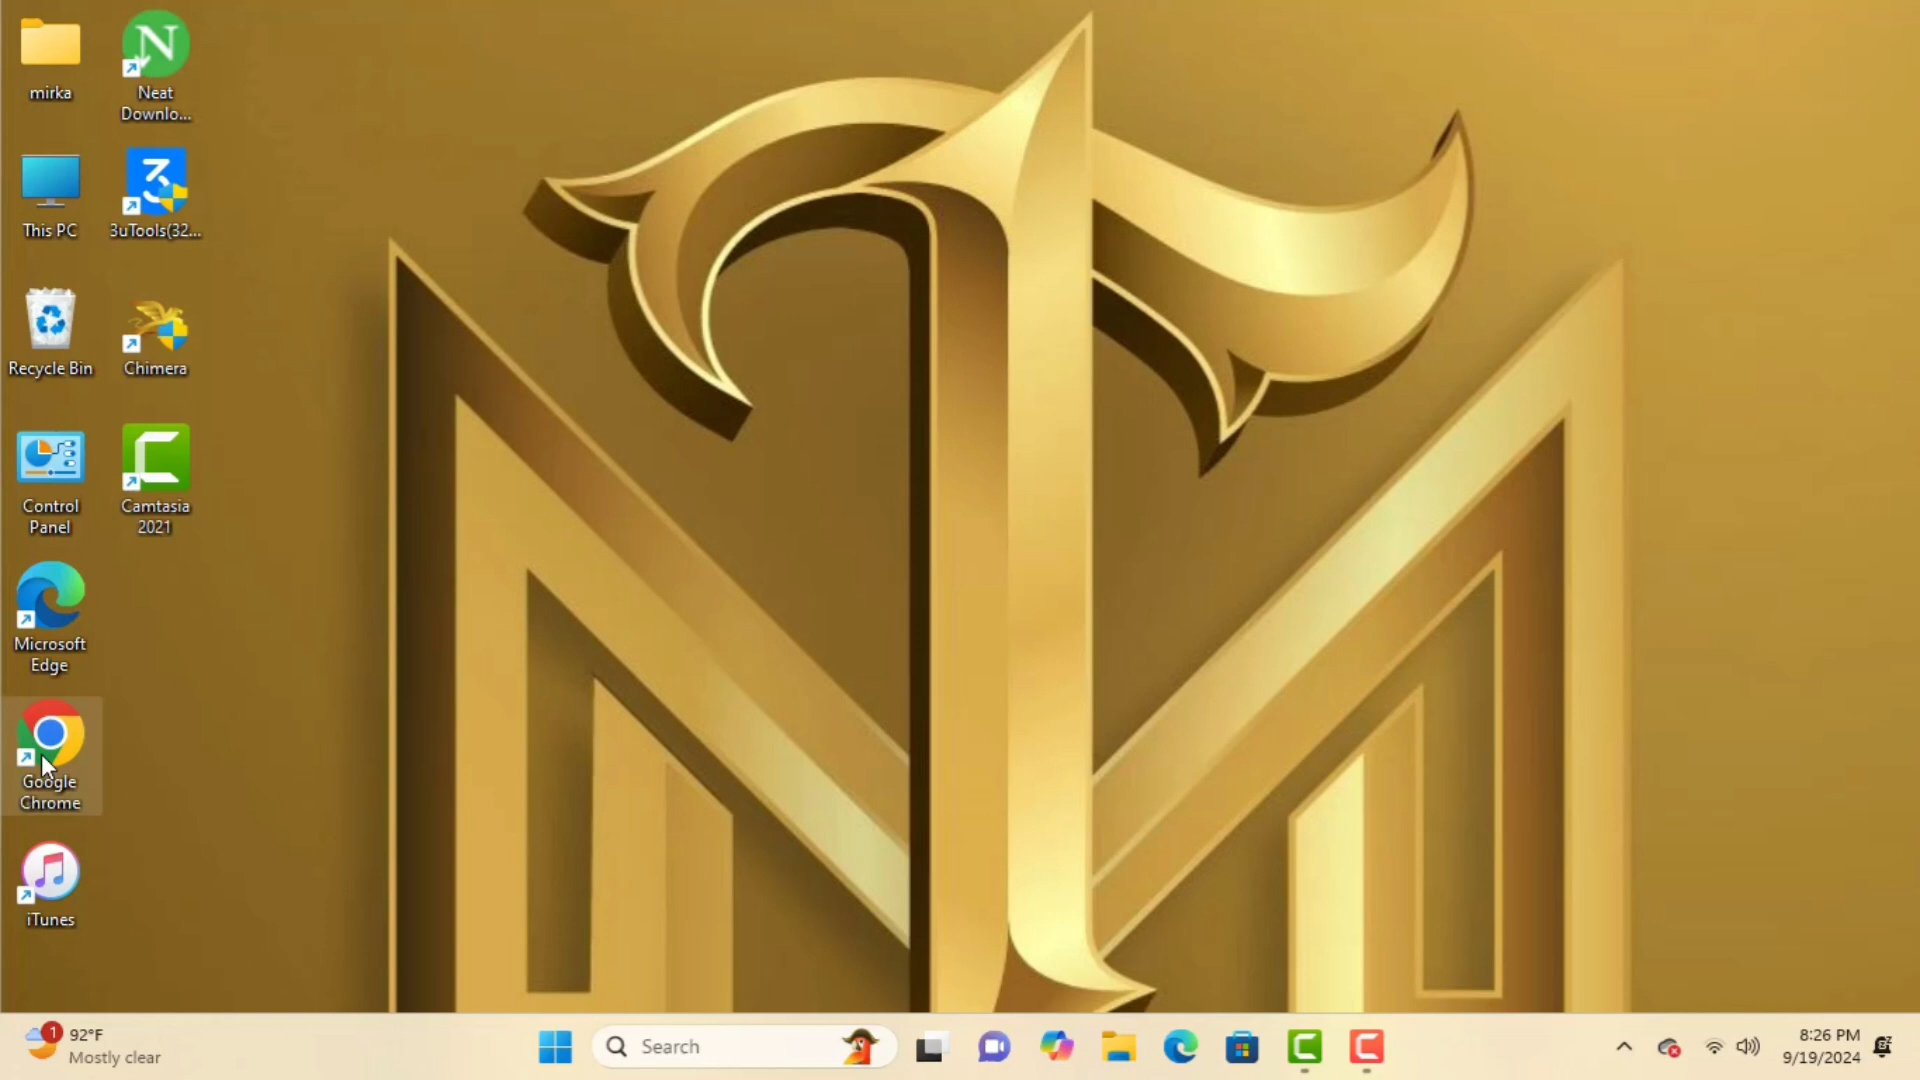 mirka
Neat
Downlo...
This PC
3uTools(32...
Recycle Bin
Chimera
Control
Panel
Camtasia
2021
Microsoft
Edge
Google
Chrome
iTunes
1
92°F
Mostly clear
Search
8:26 PM
9/19/2024